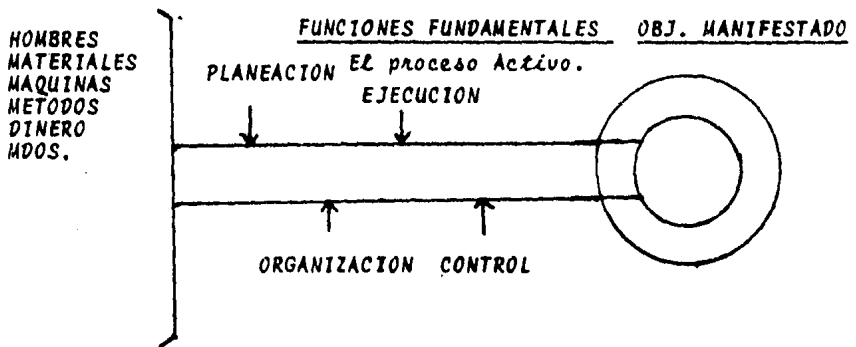 HOMBRES
MATERIALES
MAQUINAS
METODOS
DINERO
MDOS.
FUNCIONES FUNDAMENTALES
El proceso Activo.
PLANEACION
EJECUCION
ORGANIZACION
CONTROL
OBJ. MANIFESTADO